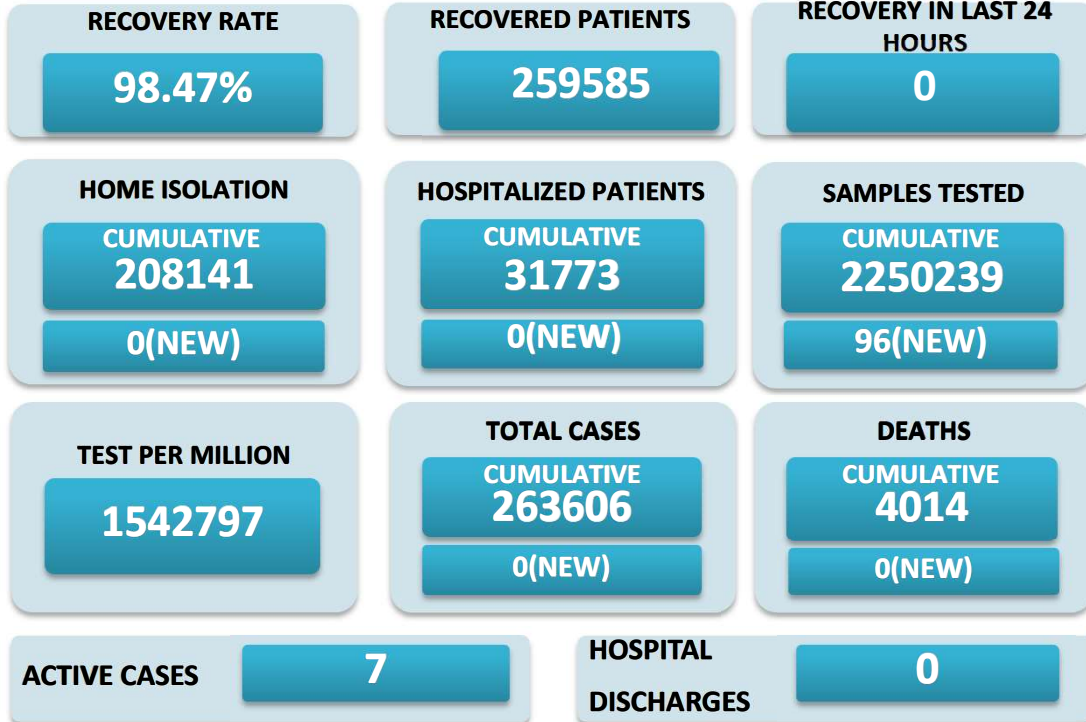 RECOVERY RATE
98.47%
RECOVERED PATIENTS
259585
RECOVERY IN LAST 24
HOURS
0
HOME ISOLATION
CUMULATIVE
208141
0(NEW)
HOSPITALIZED PATIENTS
CUMULATIVE
31773
0(NEW)
SAMPLES TESTED
CUMULATIVE
2250239
96(NEW)
TEST PER MILLION
1542797
TOTAL CASES
CUMULATIVE
263606
0(NEW)
DEATHS
CUMULATIVE
4014
0(NEW)
ACTIVE CASES
7
HOSPITAL
DISCHARGES
0